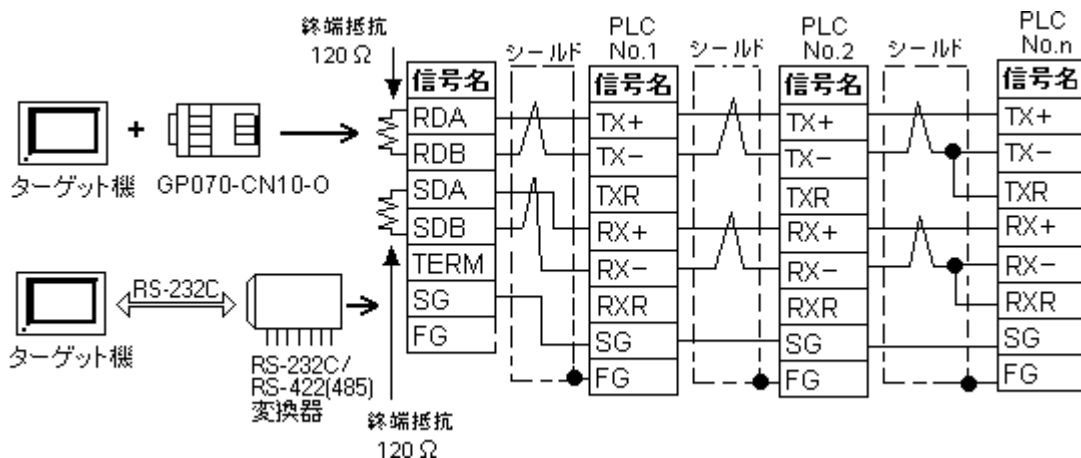 終端抵抗
120 Ω
ターゲット機
+
GP070-CN10-O
ターゲット機
RS-232C
RS-232C/
RS-422(485)
変換器
終端抵抗
120 Ω
信号名
RDA
RDB
SDA
SDB
TERM
SG
FG
シールド
PLC
No.1
信号名
TX+
TX-
TXR
RX+
RX-
RXR
SG
FG
シールド
PLC
No.2
信号名
TX+
TX-
TXR
RX+
RX-
RXR
SG
FG
シールド
PLC
No.n
信号名
TX+
TX-
TXR
RX+
RX-
RXR
SG
FG